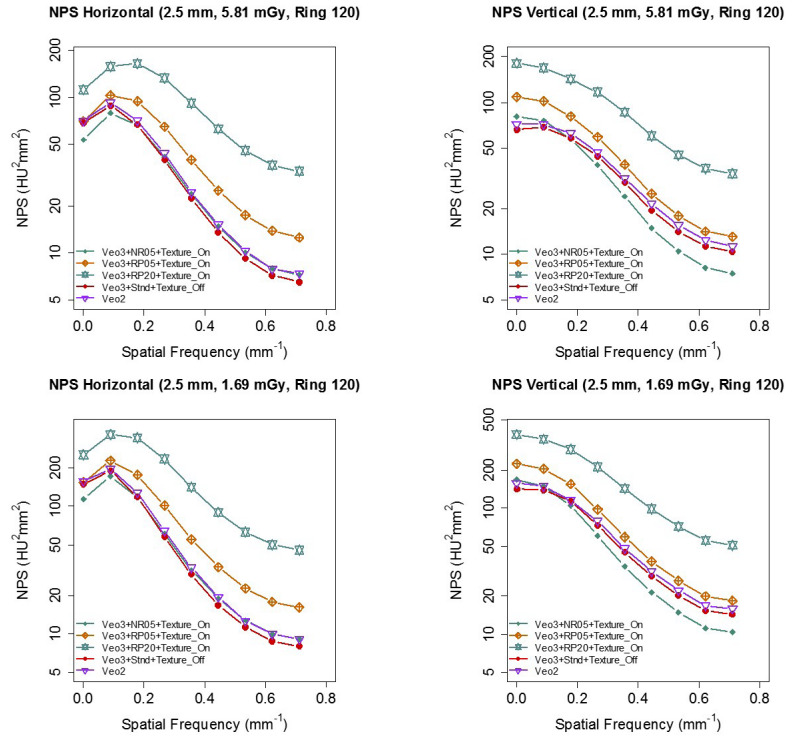 NPS Horizontal (2.5 mm, 5.81 mGy, Ring 120)
NPS (HU²mm²)
200
100
50
20
10
5
Veo3+NR05+Texture_On
Veo3+RP05+Texture_On
Veo3+RP20+Texture_On
Veo3+Stnd+Texture_Off
Veo2
0.0 0.2 0.4 0.6 0.8
Spatial Frequency (mm⁻¹)
NPS Vertical (2.5 mm, 5.81 mGy, Ring 120)
NPS (HU²mm²)
200
100
50
20
10
5
Veo3+NR05+Texture_On
Veo3+RP05+Texture_On
Veo3+RP20+Texture_On
Veo3+Stnd+Texture_Off
Veo2
0.0 0.2 0.4 0.6 0.8
Spatial Frequency (mm⁻¹)
NPS Horizontal (2.5 mm, 1.69 mGy, Ring 120)
NPS (HU²mm²)
200
100
50
20
10
5
Veo3+NR05+Texture_On
Veo3+RP05+Texture_On
Veo3+RP20+Texture_On
Veo3+Stnd+Texture_Off
Veo2
0.0 0.2 0.4 0.6 0.8
Spatial Frequency (mm⁻¹)
NPS Vertical (2.5 mm, 1.69 mGy, Ring 120)
NPS (HU²mm²)
500
200
100
50
20
10
5
Veo3+NR05+Texture_On
Veo3+RP05+Texture_On
Veo3+RP20+Texture_On
Veo3+Stnd+Texture_Off
Veo2
0.0 0.2 0.4 0.6 0.8
Spatial Frequency (mm⁻¹)